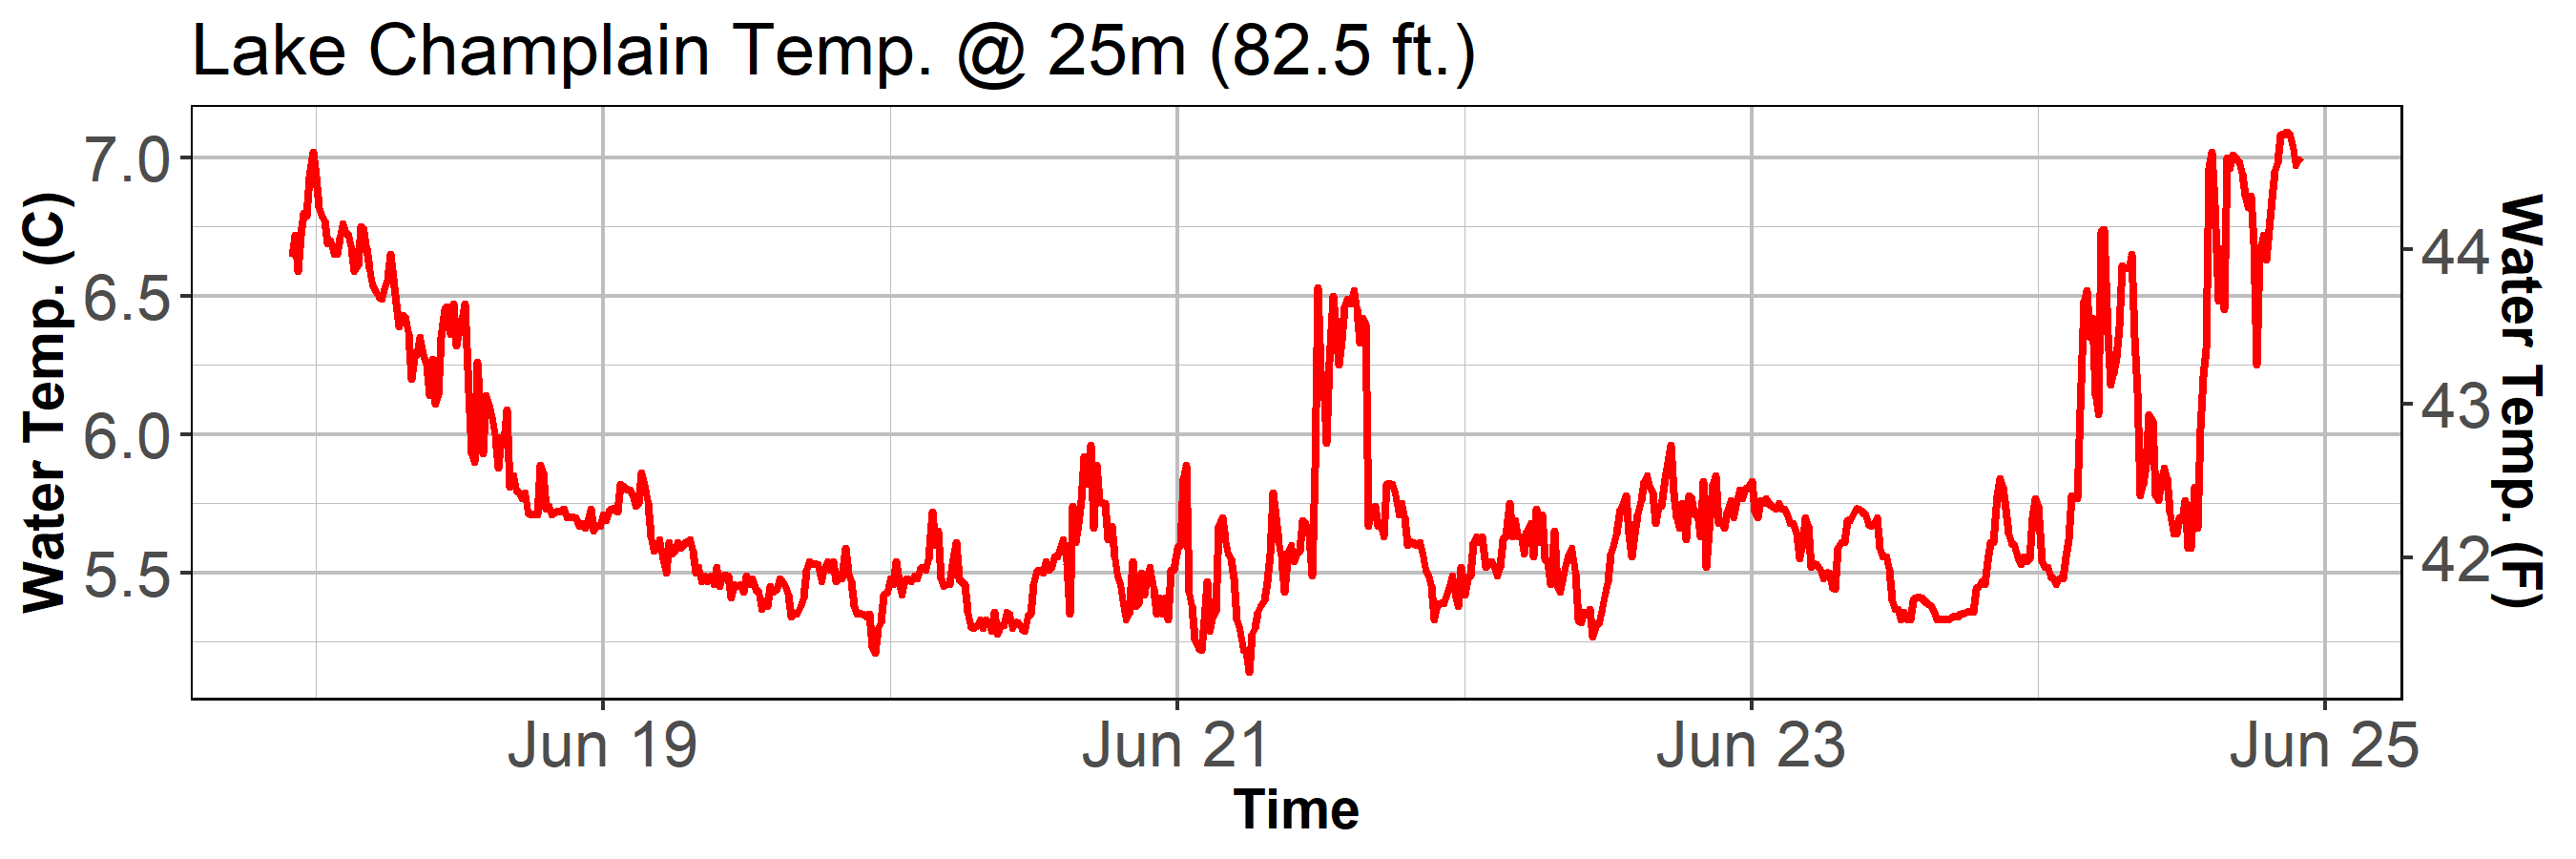 Lake Champlain Temp. @ 25m (82.5 ft.)
Water Temp. (C)
7.0
6.5
6.0
5.5
44
43
42
Water Temp. (F)
Jun 19
Jun 21
Jun 23
Jun 25
Time